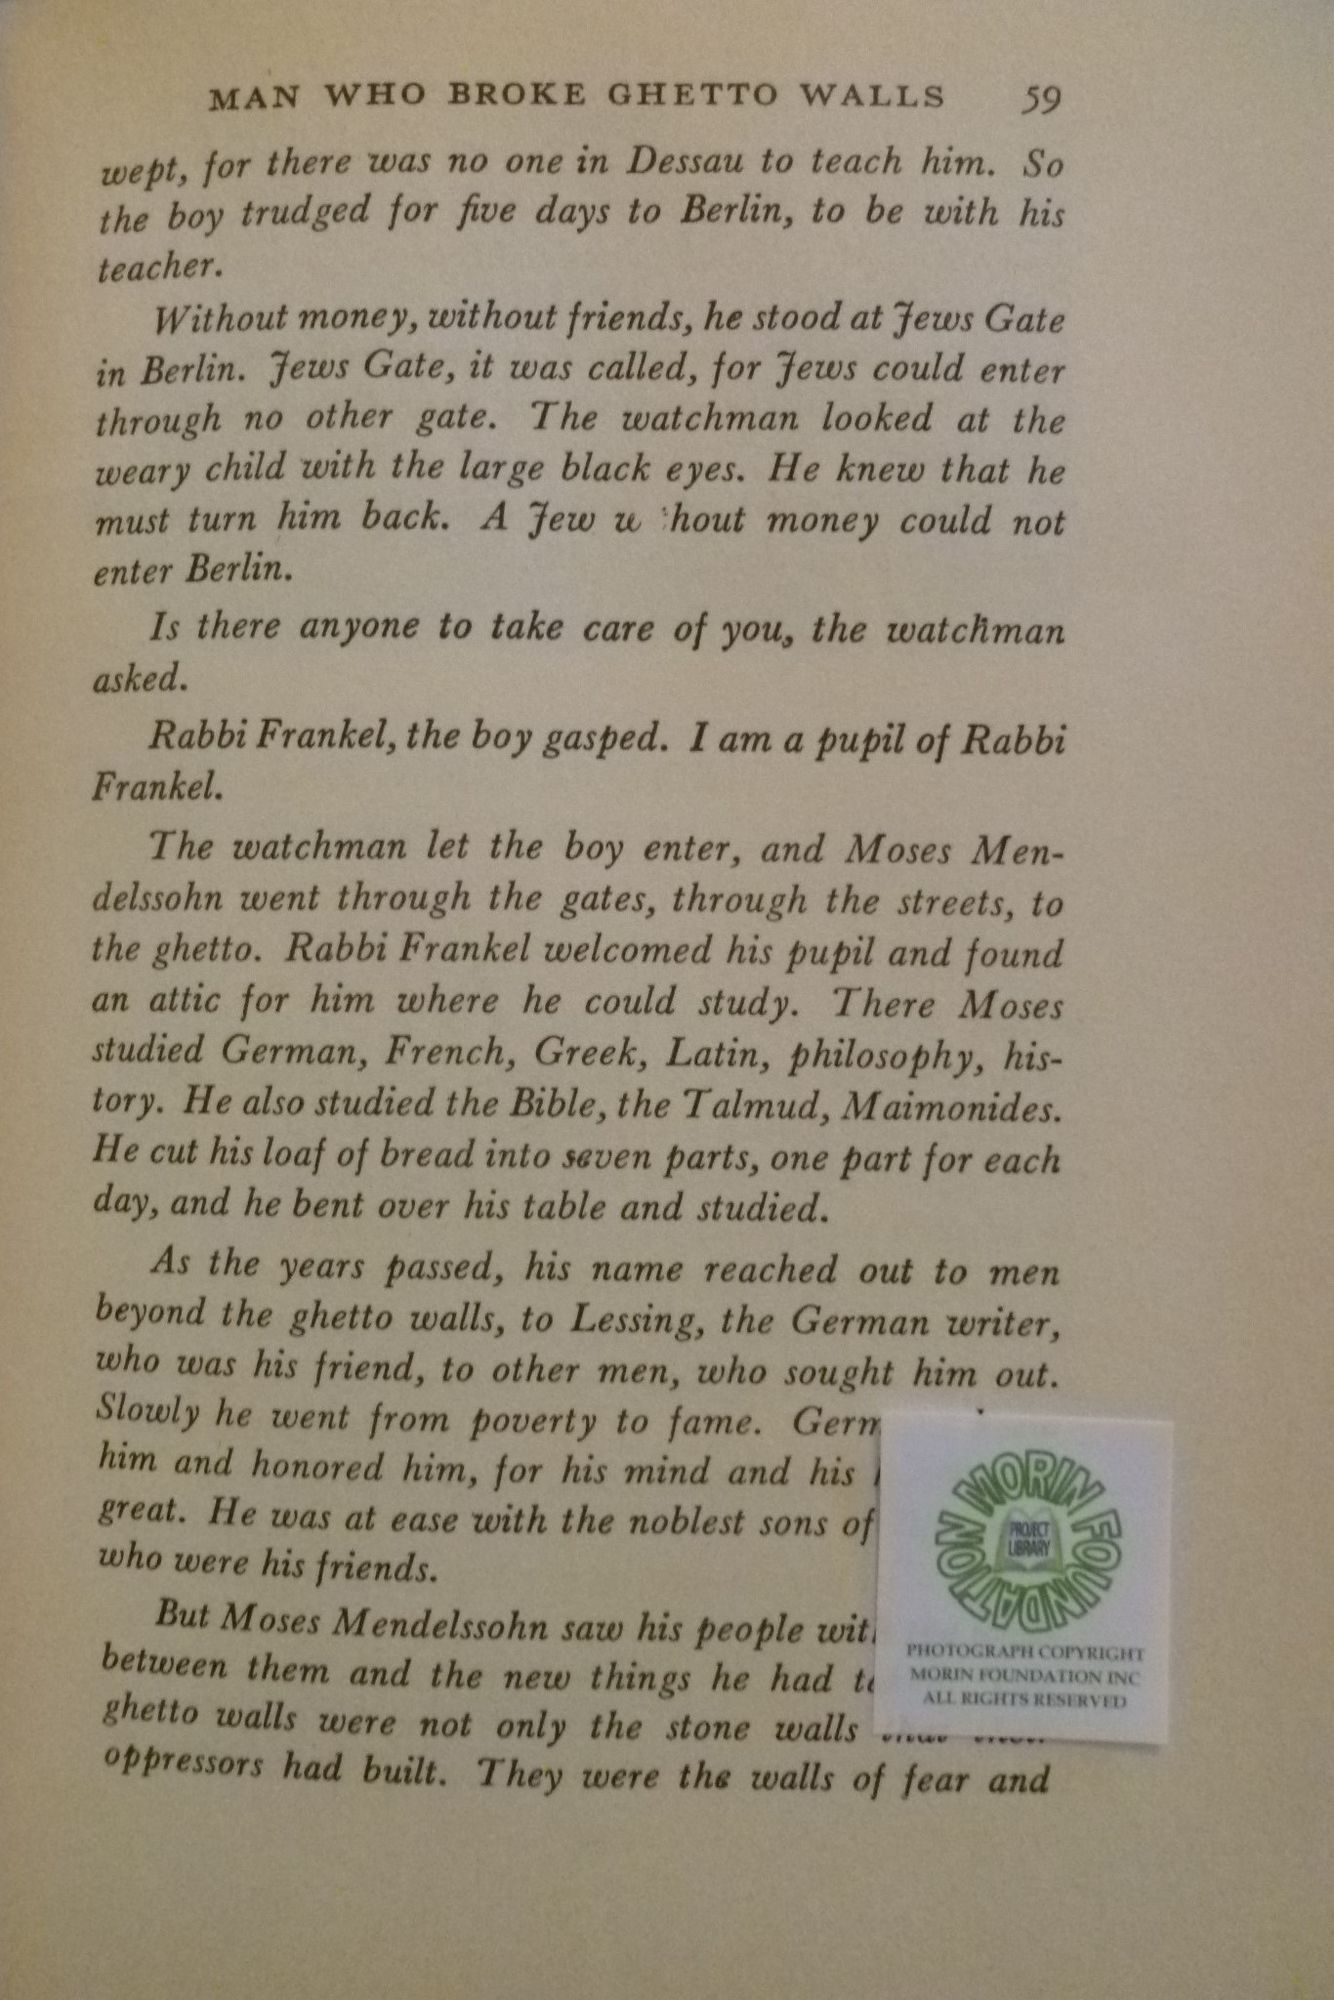 MAN WHO BROKE GHETTO WALLS 59
wept, for there was no one in Dessau to teach him. So
the boy trudged for five days to Berlin, to be with his
teacher.
Without money, without friends, he stood at Jews Gate
in Berlin. Jews Gate, it was called, for Jews could enter
through no other gate. The watchman looked at the
weary child with the large black eyes. He knew that he
must turn him back. A Jew w hout money could not
enter Berlin.
Is there anyone to take care of you, the watchman
asked.
Rabbi Frankel, the boy gasped. I am a pupil of Rabbi
Frankel.
The watchman let the boy enter, and Moses Men-
delssohn went through the gates, through the streets, to
the ghetto. Rabbi Frankel welcomed his pupil and found
an attic for him where he could study. There Moses
studied German, French, Greek, Latin, philosophy, his-
tory. He also studied the Bible, the Talmud, Maimonides.
He cut his loaf of bread into seven parts, one part for each
day, and he bent over his table and studied.
As the years passed, his name reached out to men
beyond the ghetto walls, to Lessing, the German writer,
who was his friend, to other men, who sought him out.
Slowly he went from poverty to fame.
him and honored him, for his mind and his
great. He was at ease with the noblest sons of
who were his friends.
But Moses Mendelssohn saw his people
between them and the new things he had
ghetto walls were not only the stone walls
oppressors had built. They were the walls of fear and
MORIN FOUNDATION
PROJECT
LIBRARY
PHOTOGRAPH COPYRIGHT
MORIN FOUNDATION INC
ALL RIGHTS RESERVED